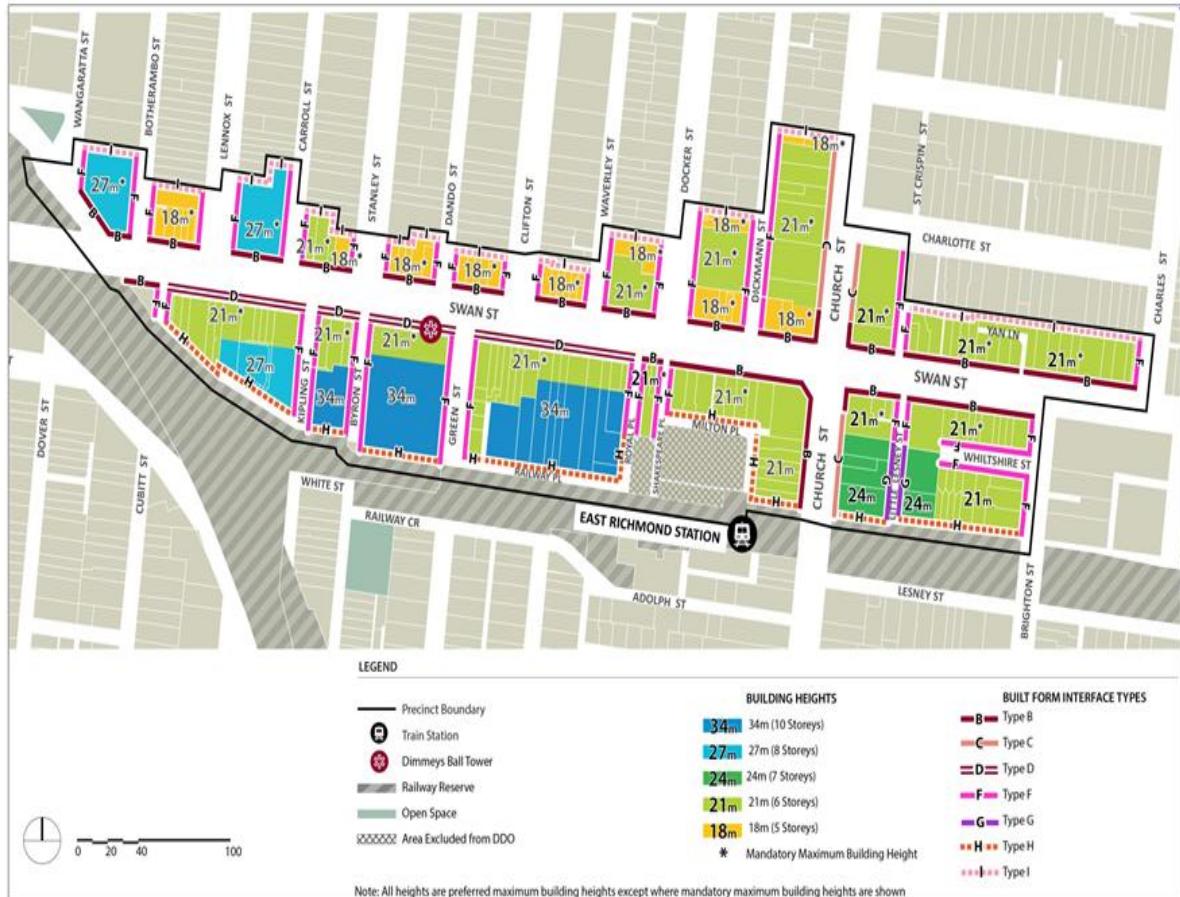 WANGARATTA ST
BOTHERAMBO ST
LENNOX ST
CARROLL ST
STANLEY ST
DANDO ST
CLIFTON ST
WAVERLEY ST
DOCKER ST
DICKMANN ST
CHURCH ST
ST CRISPIN ST
CHARLOTTE ST
CHARLES ST
YAN LN
SWAN ST
SWAN ST
27m*
18m*
27m*
21m*
18m*
18m*
18m*
18m*
18m*
21m*
18m*
21m*
18m*
18m*
21m*
18m*
21m*
21m*
21m*
21m*
27m
21m*
34m
21m*
34m
21m*
34m
21m*
21m*
21m
21m*
24m
21m*
24m
21m
KIPLING ST
BYRON ST
GREEN ST
ROYAL PL
SHAKESPEARE PL
MILTON PL
RAILWAY PL
CHURCH ST
LITTLE LESNEY ST
WHILTSHIRE ST
DOVER ST
CUBITT ST
WHITE ST
RAILWAY CR
EAST RICHMOND STATION
ADOLPH ST
LESNEY ST
BRIGHTON ST
LEGEND
Precinct Boundary
Train Station
Dimmeys Ball Tower
Railway Reserve
Open Space
Area Excluded from DDO
BUILDING HEIGHTS
34m 34m (10 Storeys)
27m 27m (8 Storeys)
24m 24m (7 Storeys)
21m 21m (6 Storeys)
18m 18m (5 Storeys)
* Mandatory Maximum Building Height
BUILT FORM INTERFACE TYPES
B Type B
C Type C
D Type D
F Type F
G Type G
H Type H
I Type I
0 20 40 100
Note: All heights are preferred maximum building heights except where mandatory maximum building heights are shown